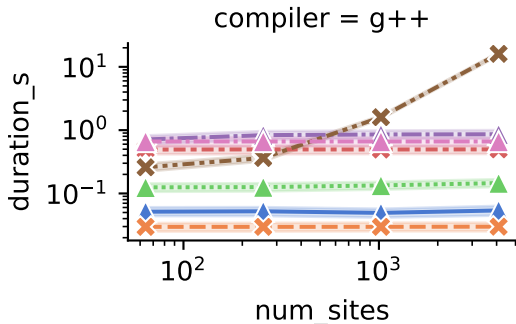 compiler = g++
duration_s
10¹
10⁰
10⁻¹
10² 10³
num_sites